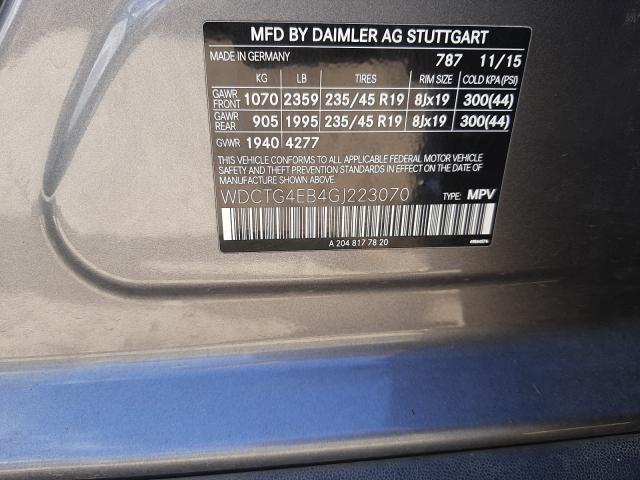 MFD BY DAIMLER AG STUTTGART
MADE IN GERMANY 787 11/15
KG LB TIRES RIM SIZE COLD KPA(PSI)
GAWR FRONT 1070 2359 235/45 R19 8Jx19 300(44)
GAWR REAR 905 1995 235/45 R19 8Jx19 300(44)
GVWR 1940 4277
THIS VEHICLE CONFORMS TO ALL APPLICABLE FEDERAL MOTOR VEHICLE
SAFETY AND THEFT PREVENTION STANDARDS IN EFFECT ON THE DATE OF
MANUFACTURE SHOWN ABOVE.
WDCTG4EB4GJ223070 TYPE: MPV
A 204 817 78 20